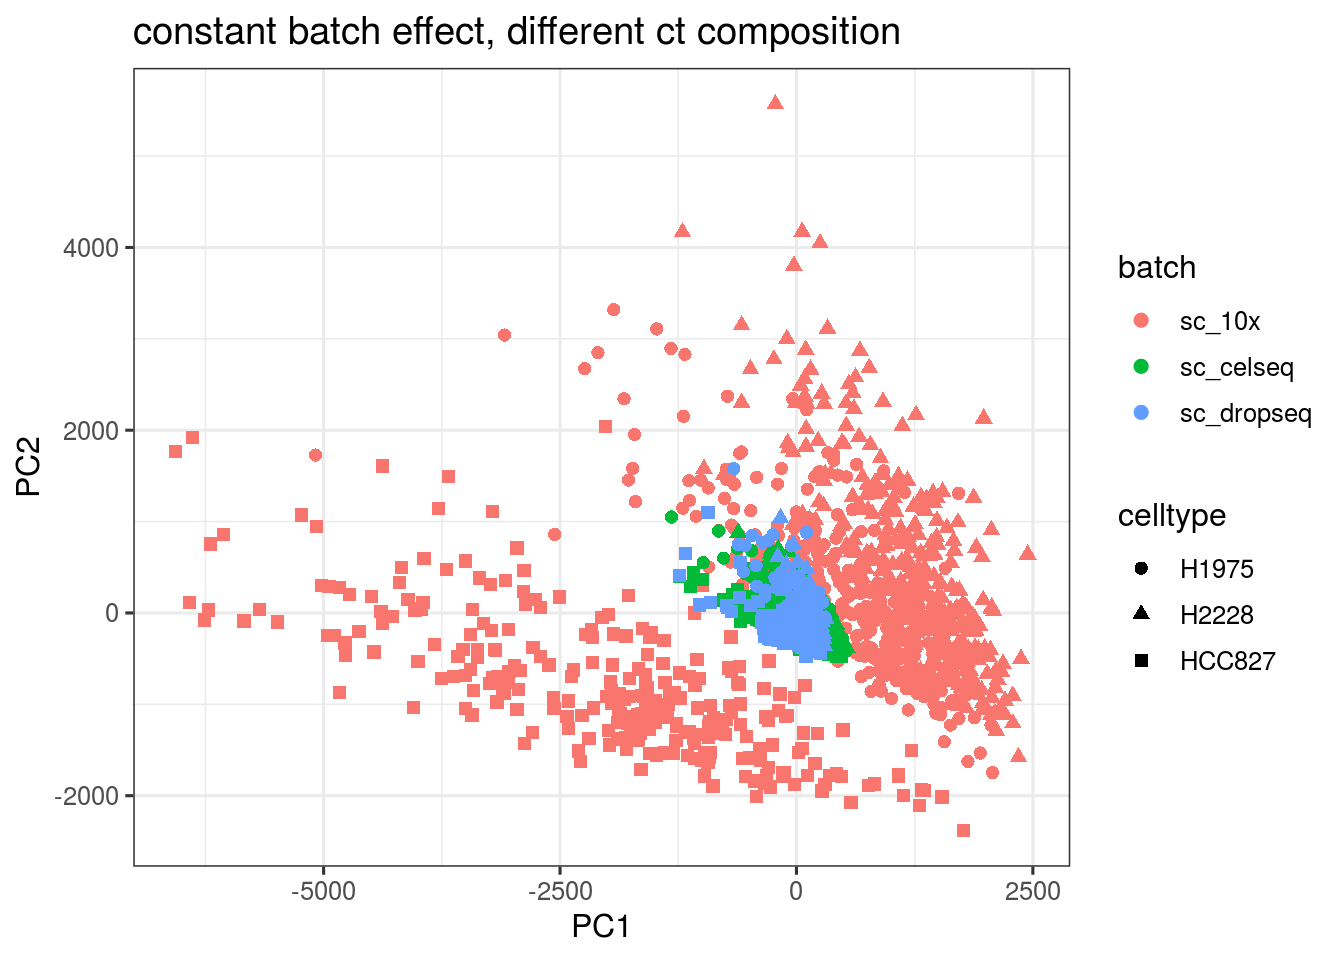 constant batch effect, different ct composition
PC2
4000
2000
0
-2000
-5000
-2500
0
2500
PC1
batch
sc_10x
sc_celseq
sc_dropseq
celltype
H1975
H2228
HCC827